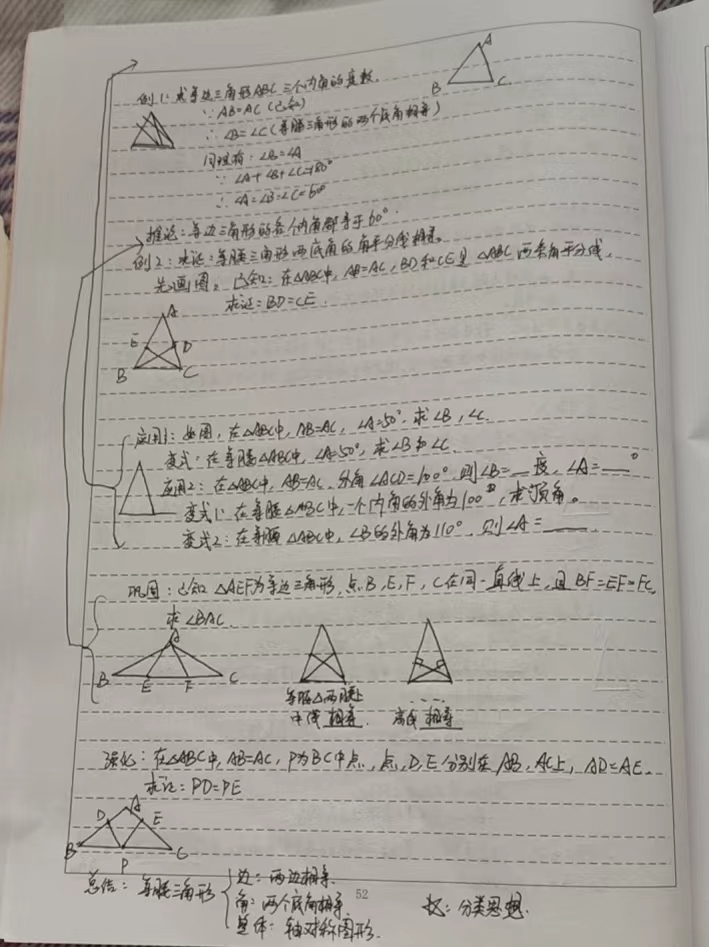 例1：求等边三角形ABC三个内角的度数.
A
B
C.
∵ AB=AC (已知)
∴ ∠B=∠C (等腰三角形的两个底角相等)
同理有：∠B=∠A
∵ ∠A+∠B+∠C=180°
∴ ∠A=∠B=∠C=60°
推论：等边三角形的各个内角都等于60°.
例2：求证：等腰三角形两底角的角平分线相等。
先画图。已知：在△ABC中，AB=AC，BD和CE是△ABC两条角平分线.
求证：BD=CE.
A
E
D
B
C
应用1：如图，在△ABC中，AB=AC，∠A=50°，求∠B，∠C.
变式：在等腰△ABC中，∠A=50°，求∠B和∠C.
应用2：在△ABC中，AB=AC，外角∠ACD=100°，则∠B=__度，∠A=___°
变式1：在等腰△ABC中，一个内角的外角为100°，求顶角。
变式2：在等腰△ABC中，∠B的外角为110°，则∠A=____
巩固：已知△AEF为等边三角形，点B，E，F，C在同一直线上，且BF=EF=FC，
求∠BAC.
A
B
E
F
C
等腰△两腰上
中线相等.
高线相等
强化：在△ABC中，AB=AC，P为BC中点，点D，E分别在AB，AC上，AD=AE.
求证：PD=PE
A
D
E
B
C
P
总结：等腰三角形
边：两边相等.
角：两个底角相等.
整体：轴对称图形.
52
分类思想.